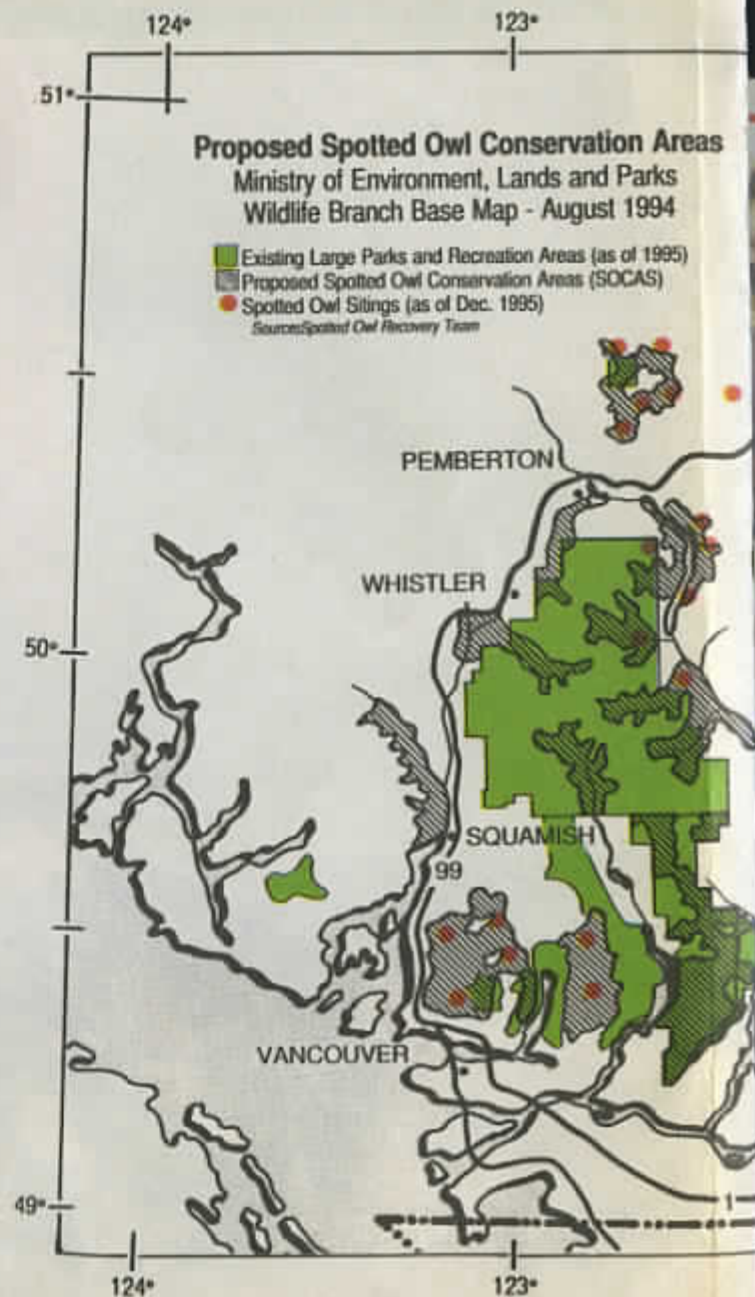 124° 123°
51°
Proposed Spotted Owl Conservation Areas
Ministry of Environment, Lands and Parks
Wildlife Branch Base Map - August 1994
Existing Large Parks and Recreation Areas (as of 1995)
Proposed Spotted Owl Conservation Areas (SOCAS)
Spotted Owl Sitings (as of Dec. 1995)
Source:Spotted Owl Recovery Team
PEMBERTON
WHISTLER
50°
SQUAMISH
99
VANCOUVER
49°
1
124° 123°